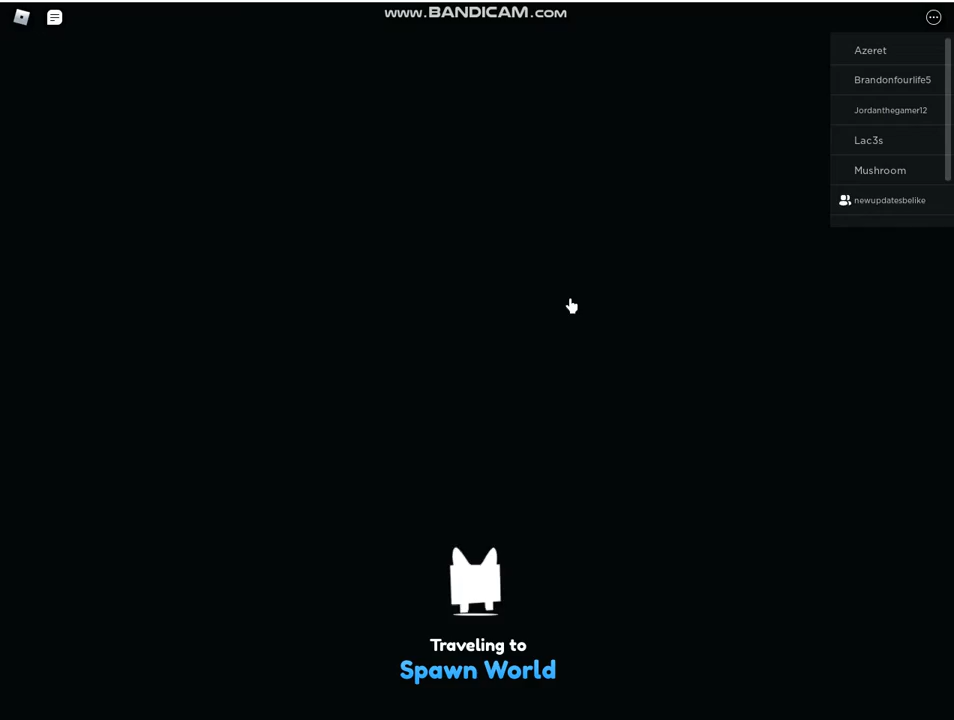 www.BANDICAM.com
Azeret
Brandonfourlife5
Jordanthegamer12
Lac3s
Mushroom
newupdatesbelike
Traveling to
Spawn World